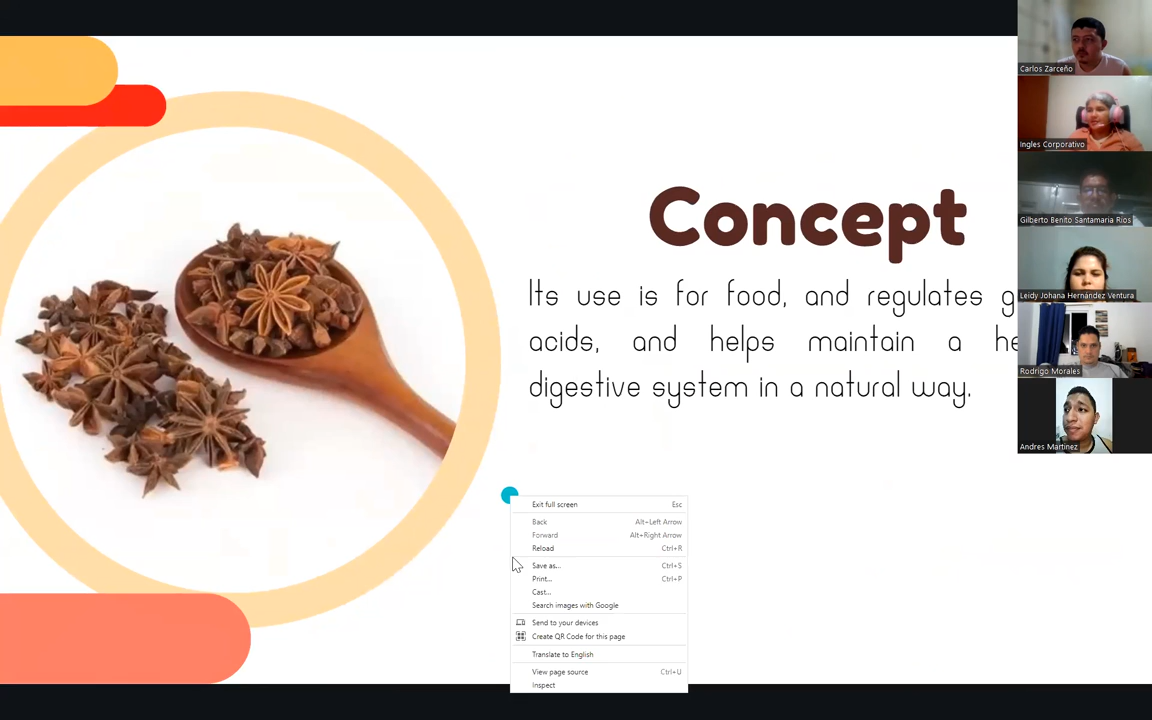 Concept
Its use is for food, and regulates
acids, and helps maintain a
digestive system in a natural way.
Carlos Zarceño
Ingles Corporativo
Gilberto Benito Santamaria Rios
Leidy Johana Hernández Ventura
Rodrigo Morales
Andres Martinez
Exit full screen Esc
Back Alt+Left Arrow
Forward Alt+Right Arrow
Reload Ctrl+R
Save as... Ctrl+S
Print... Ctrl+P
Cast...
Search images with Google
Send to your devices
Create QR Code for this page
Translate to English
View page source Ctrl+U
Inspect